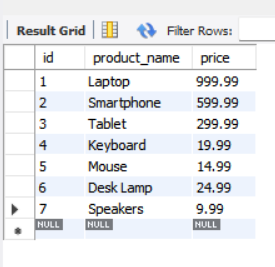 Result Grid Filter Rows:
id product_name price
1 Laptop 999.99
2 Smartphone 599.99
3 Tablet 299.99
4 Keyboard 19.99
5 Mouse 14.99
6 Desk Lamp 24.99
7 Speakers 9.99
NULL NULL NULL